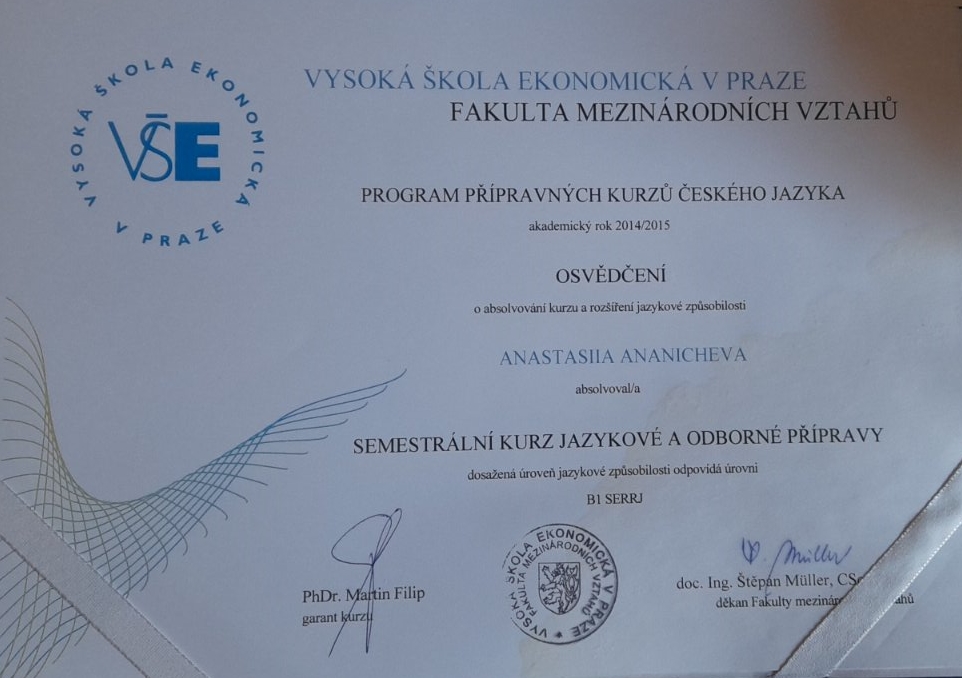 VYSOKÁ ŠKOLA EKONOMICKÁ V PRAZE
VŠE
VYSOKÁ ŠKOLA EKONOMICKÁ V PRAZE
FAKULTA MEZINÁRODNÍCH VZTAHŮ
PROGRAM PŘÍPRAVNÝCH KURZŮ ČESKÉHO JAZYKA
akademický rok 2014/2015
OSVĚDČENÍ
o absolvování kurzu a rozšíření jazykové způsobilosti
ANASTASIIA ANANICHEVA
absolvoval/a
SEMESTRÁLNÍ KURZ JAZYKOVÉ A ODBORNÉ PŘÍPRAVY
dosažená úroveň jazykové způsobilosti odpovídá úrovni
B1 SERRJ
PhDr. Martin Filip
garant kurzu
VYSOKÁ ŠKOLA EKONOMICKÁ V PRAZE
FAKULTA MEZINÁRODNÍCH VZTAHŮ
Müller
doc. Ing. Štěpán Müller, CSc
děkan Fakulty mezinár ahů